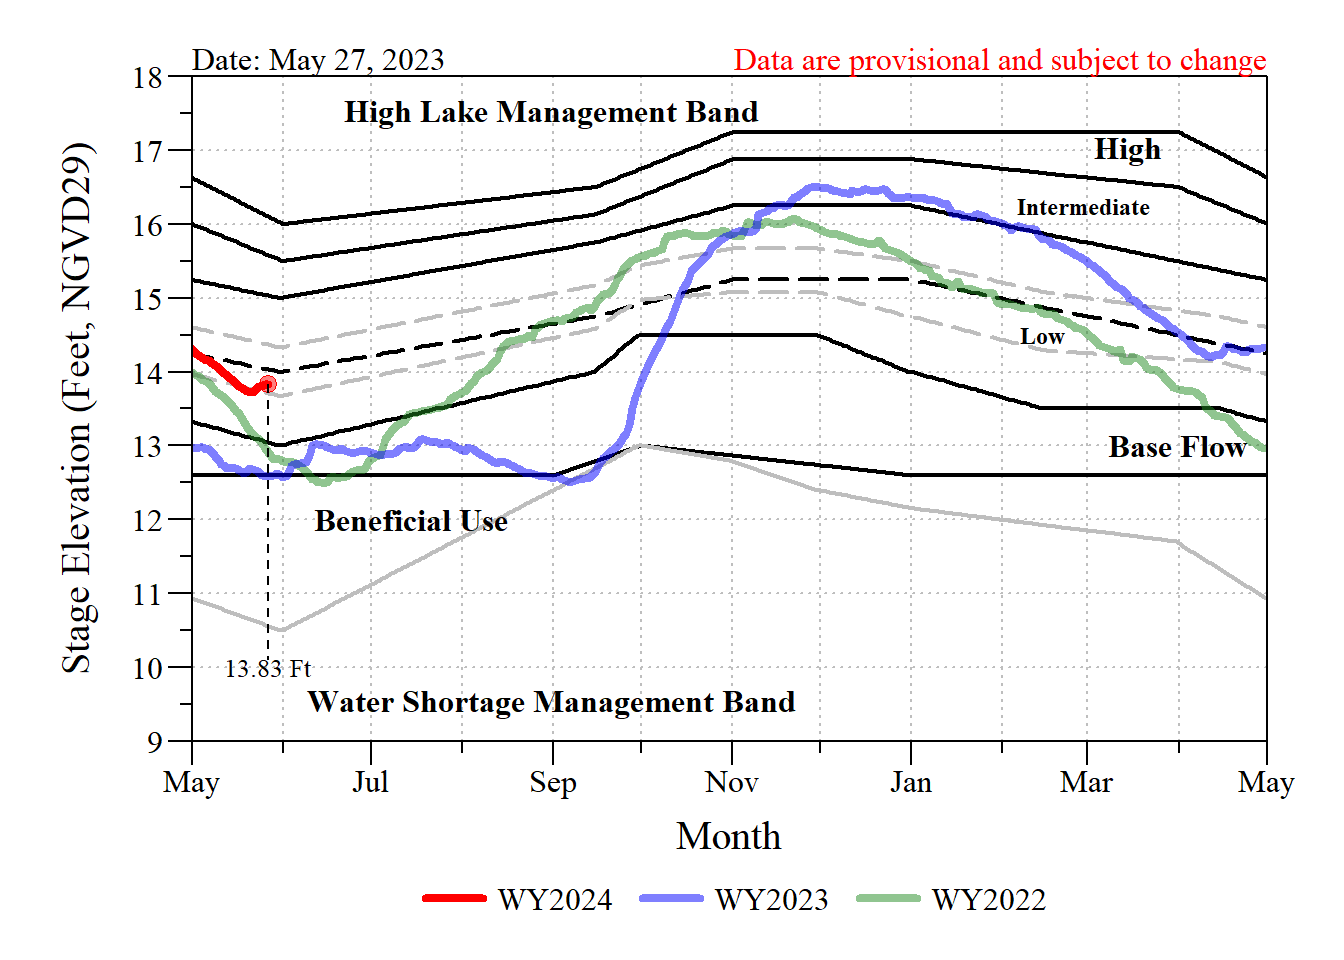 Date: May 27, 2023
Data are provisional and subject to change
18
17
16
15
14
13
12
11
10
9
Stage Elevation (Feet, NGVD29)
High Lake Management Band
High
Intermediate
Low
Base Flow
Beneficial Use
13.83 Ft
Water Shortage Management Band
May Jul Sep Nov Jan Mar May
Month
WY2024 WY2023 WY2022